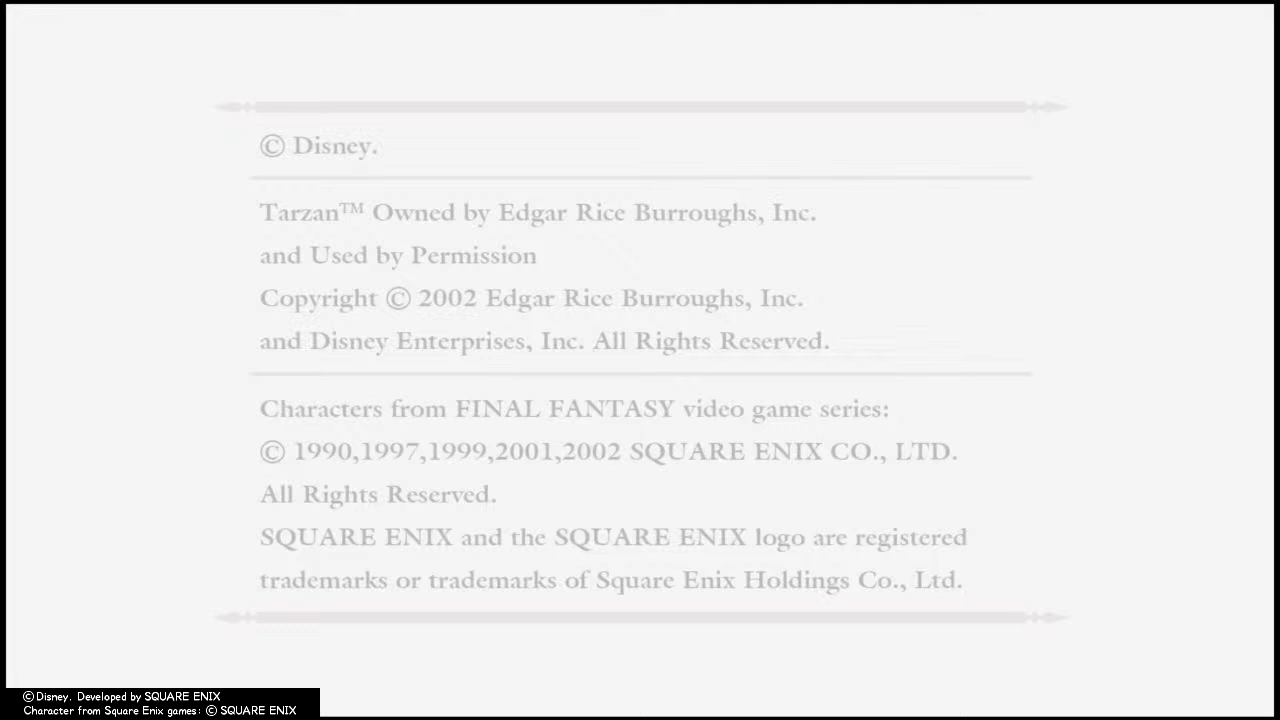 © Disney.
Tarzan™ Owned by Edgar Rice Burroughs, Inc.
and Used by Permission
Copyright © 2002 Edgar Rice Burroughs, Inc.
and Disney Enterprises, Inc. All Rights Reserved.
Characters from FINAL FANTASY video game series:
© 1990,1997,1999,2001,2002 SQUARE ENIX CO., LTD.
All Rights Reserved.
SQUARE ENIX and the SQUARE ENIX logo are registered
trademarks or trademarks of Square Enix Holdings Co., Ltd.
© Disney. Developed by SQUARE ENIX
Character from Square Enix games: © SQUARE ENIX